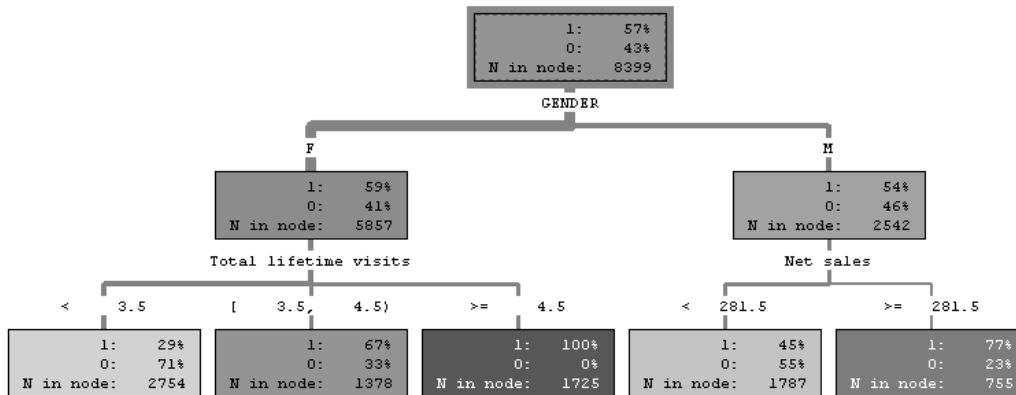 1: 57%
0: 43%
N in node: 8399
GENDER
F M
1: 59%
0: 41%
N in node: 5857
1: 54%
0: 46%
N in node: 2542
Total lifetime visits
Net sales
< 3.5
[ 3.5, 4.5)
>= 4.5
< 281.5
>= 281.5
1: 29%
0: 71%
N in node: 2754
1: 67%
0: 33%
N in node: 1378
1: 100%
0: 0%
N in node: 1725
1: 45%
0: 55%
N in node: 1787
1: 77%
0: 23%
N in node: 755